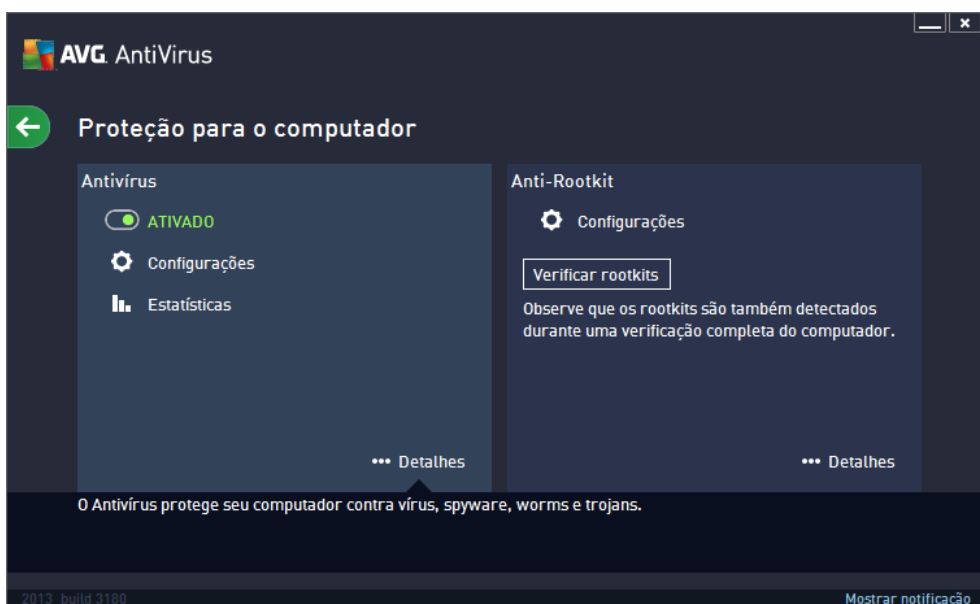 AVG. AntiVirus
Proteção para o computador
Antivírus
ATIVADO
Configurações
Estatísticas
••• Detalhes
Anti-Rootkit
Configurações
Verificar rootkits
Observe que os rootkits são também detectados
durante uma verificação completa do computador.
••• Detalhes
O Antivírus protege seu computador contra vírus, spyware, worms e trojans.
2013 build 3180
Mostrar notificação